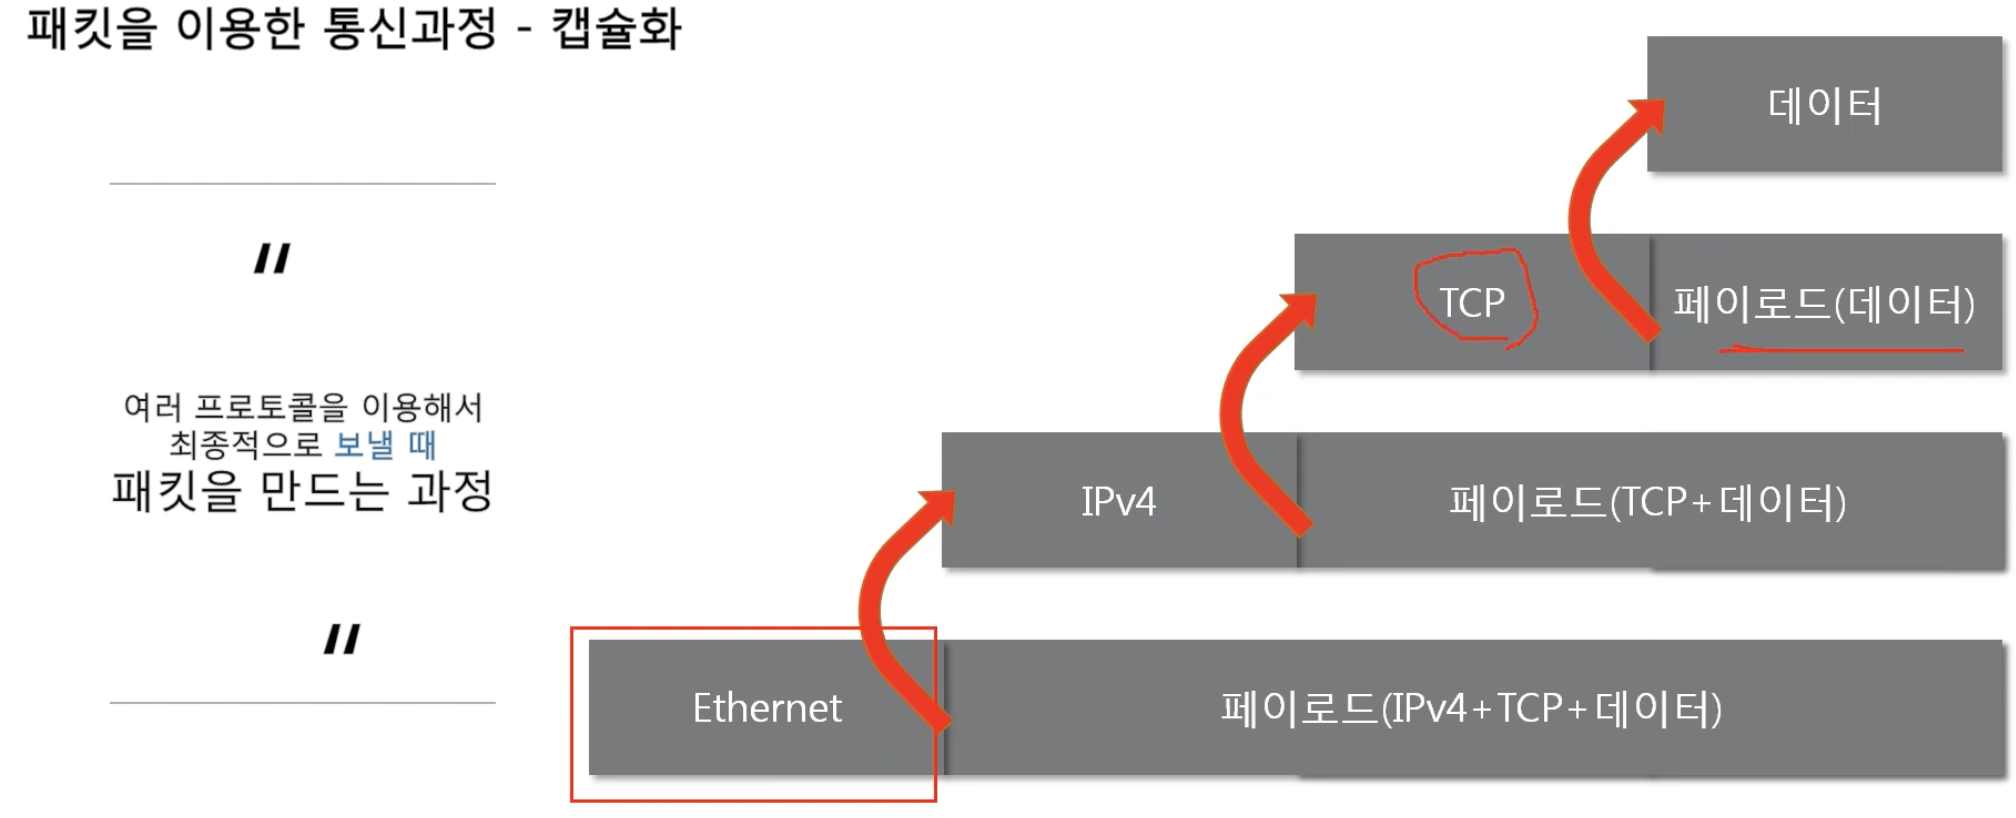 패킷을 이용한 통신과정 - 캡슐화
데이터
"
TCP
페이로드(데이터)
여러 프로토콜을 이용해서
최종적으로 보낼 때
패킷을 만드는 과정
IPv4
페이로드(TCP+데이터)
"
Ethernet
페이로드(IPv4+TCP+데이터)